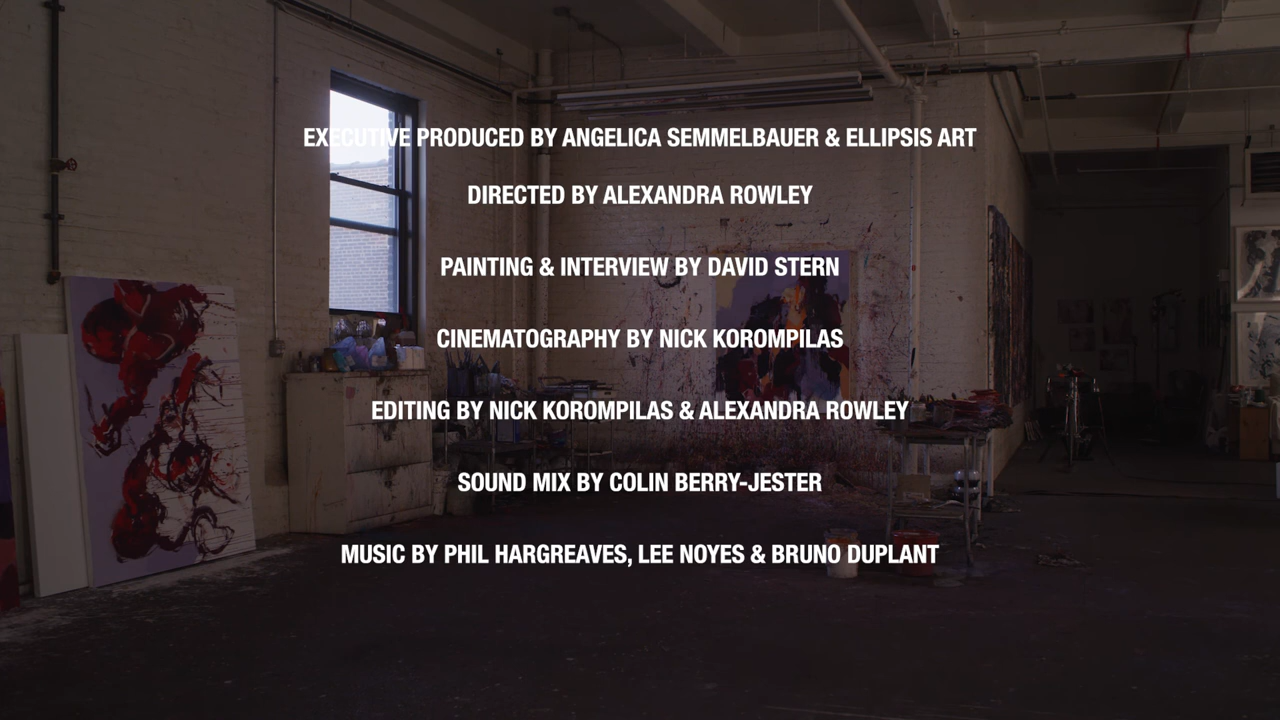 EXECUTIVE PRODUCED BY ANGELICA SEMMELBAUER & ELLIPSIS ART
DIRECTED BY ALEXANDRA ROWLEY
PAINTING & INTERVIEW BY DAVID STERN
CINEMATOGRAPHY BY NICK KOROMPILAS
EDITING BY NICK KOROMPILAS & ALEXANDRA ROWLEY
SOUND MIX BY COLIN BERRY-JESTER
MUSIC BY PHIL HARGREAVES, LEE NOYES & BRUNO DUPLANT